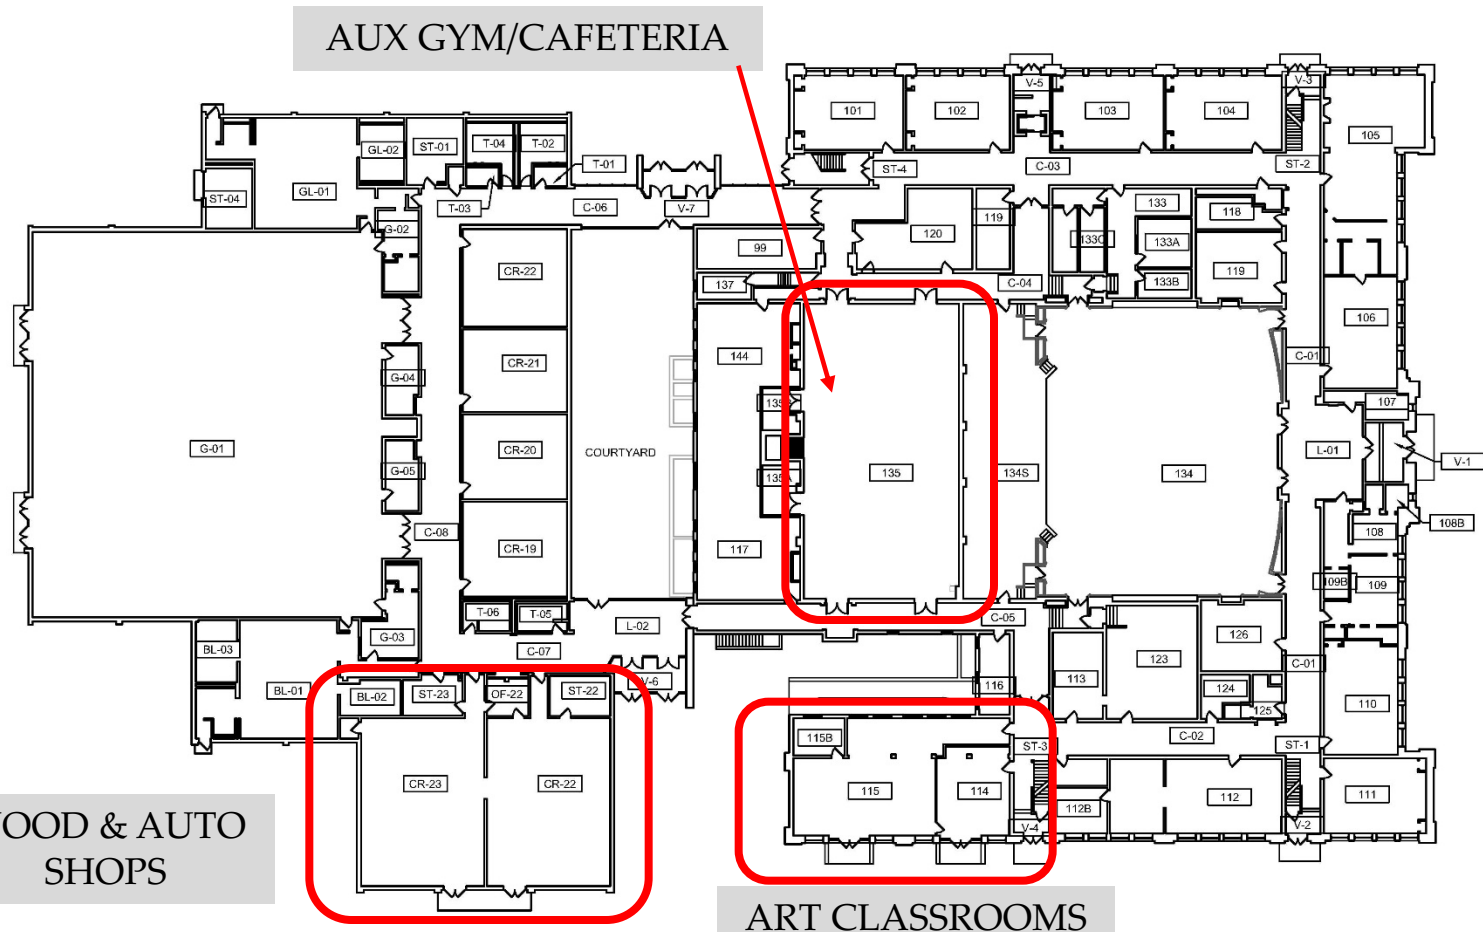 AUX GYM/CAFETERIA
V-5
V-3
101
102
103
104
105
GL-02
ST-01
T-04
T-02
T-01
ST-4
C-03
ST-2
ST-04
GL-01
T-03
C-06
V-7
119
133
118
G-02
99
120
133C
133A
119
CR-22
137
C-04
133B
106
144
C-01
G-04
CR-21
135
107
G-01
G-05
CR-20
COURTYARD
135A
135
134S
134
L-01
V-1
108B
C-08
CR-19
117
108
109B
109
T-06
T-05
L-02
C-05
G-03
126
BL-03
C-07
123
C-01
BL-01
BL-02
ST-23
OF-22
ST-22
V-6
116
113
124
125
110
115B
ST-3
C-02
ST-1
CR-23
CR-22
115
114
112B
112
111
V-4
V-2
OOD & AUTO
SHOPS
ART CLASSROOMS